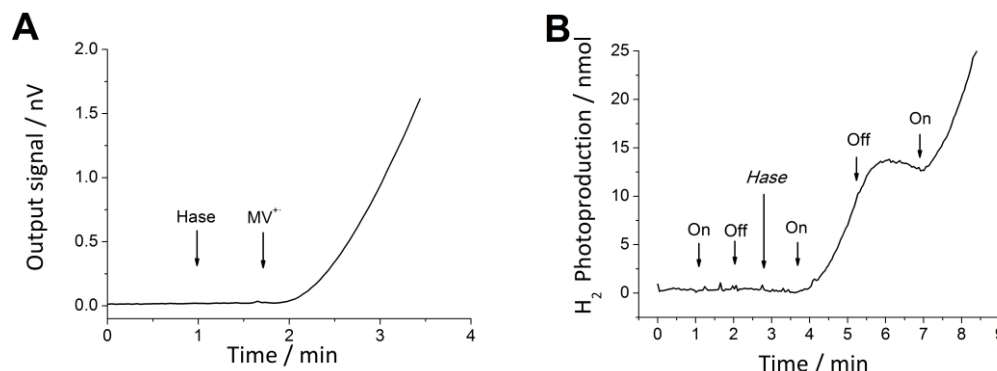 A
Output signal / nV
2.0
1.5
1.0
0.5
0.0
Hase
MV⁺·
0 1 2 3 4
Time / min
B
H₂ Photoproduction / nmol
25
20
15
10
5
0
On
Off
Hase
On
Off
On
0 1 2 3 4 5 6 7 8 9
Time / min